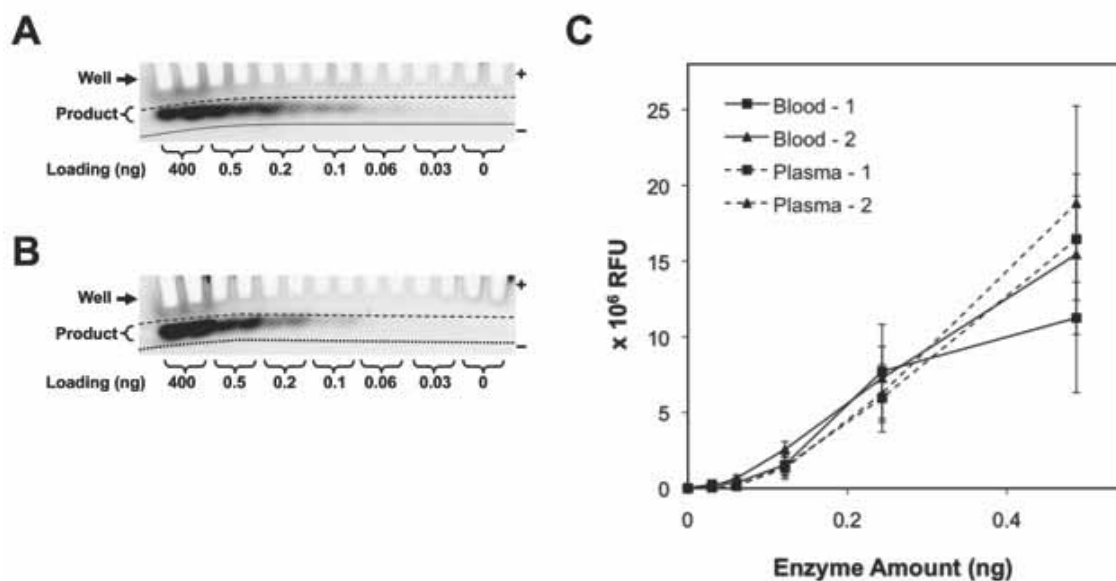 A
Well
+
Product
–
Loading (ng) 400 0.5 0.2 0.1 0.06 0.03 0
B
Well
+
Product
–
Loading (ng) 400 0.5 0.2 0.1 0.06 0.03 0
C
25
20
15
10
5
0
x 10⁶ RFU
Blood - 1
Blood - 2
Plasma - 1
Plasma - 2
0 0.2 0.4
Enzyme Amount (ng)